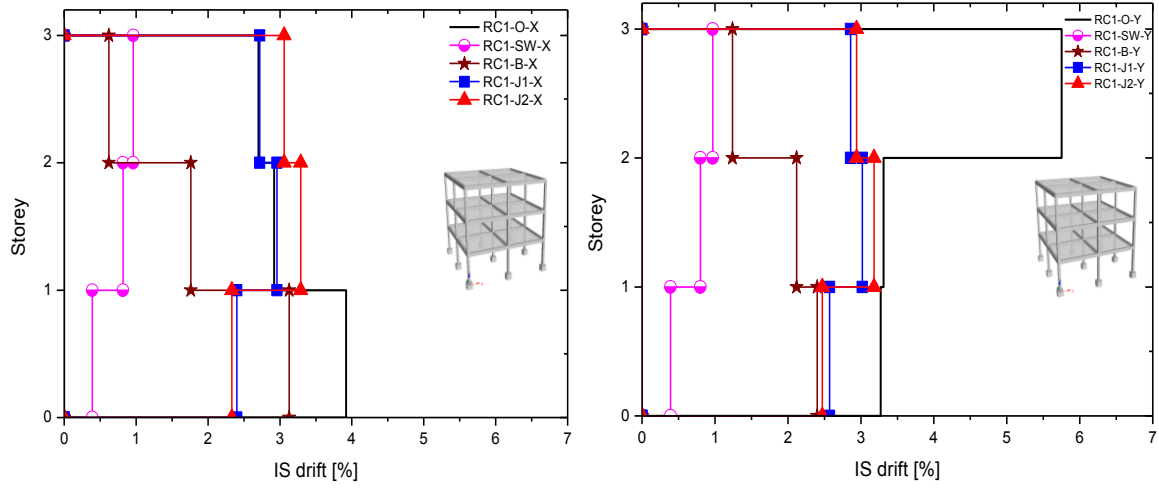 RC1-O-X
RC1-SW-X
RC1-B-X
RC1-J1-X
RC1-J2-X
Storey
3
2
1
0
0 1 2 3 4 5 6 7
IS drift [%]
RC1-O-Y
RC1-SW-Y
RC1-B-Y
RC1-J1-Y
RC1-J2-Y
Storey
3
2
1
0
0 1 2 3 4 5 6 7
IS drift [%]